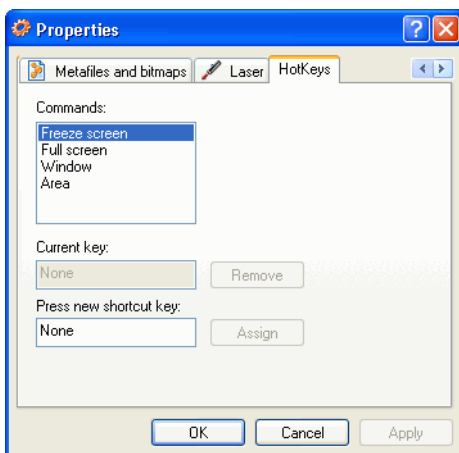 Properties
Metafiles and bitmaps Laser HotKeys
Commands:
Freeze screen
Full screen
Window
Area
Current key:
None Remove
Press new shortcut key:
None Assign
OK Cancel Apply